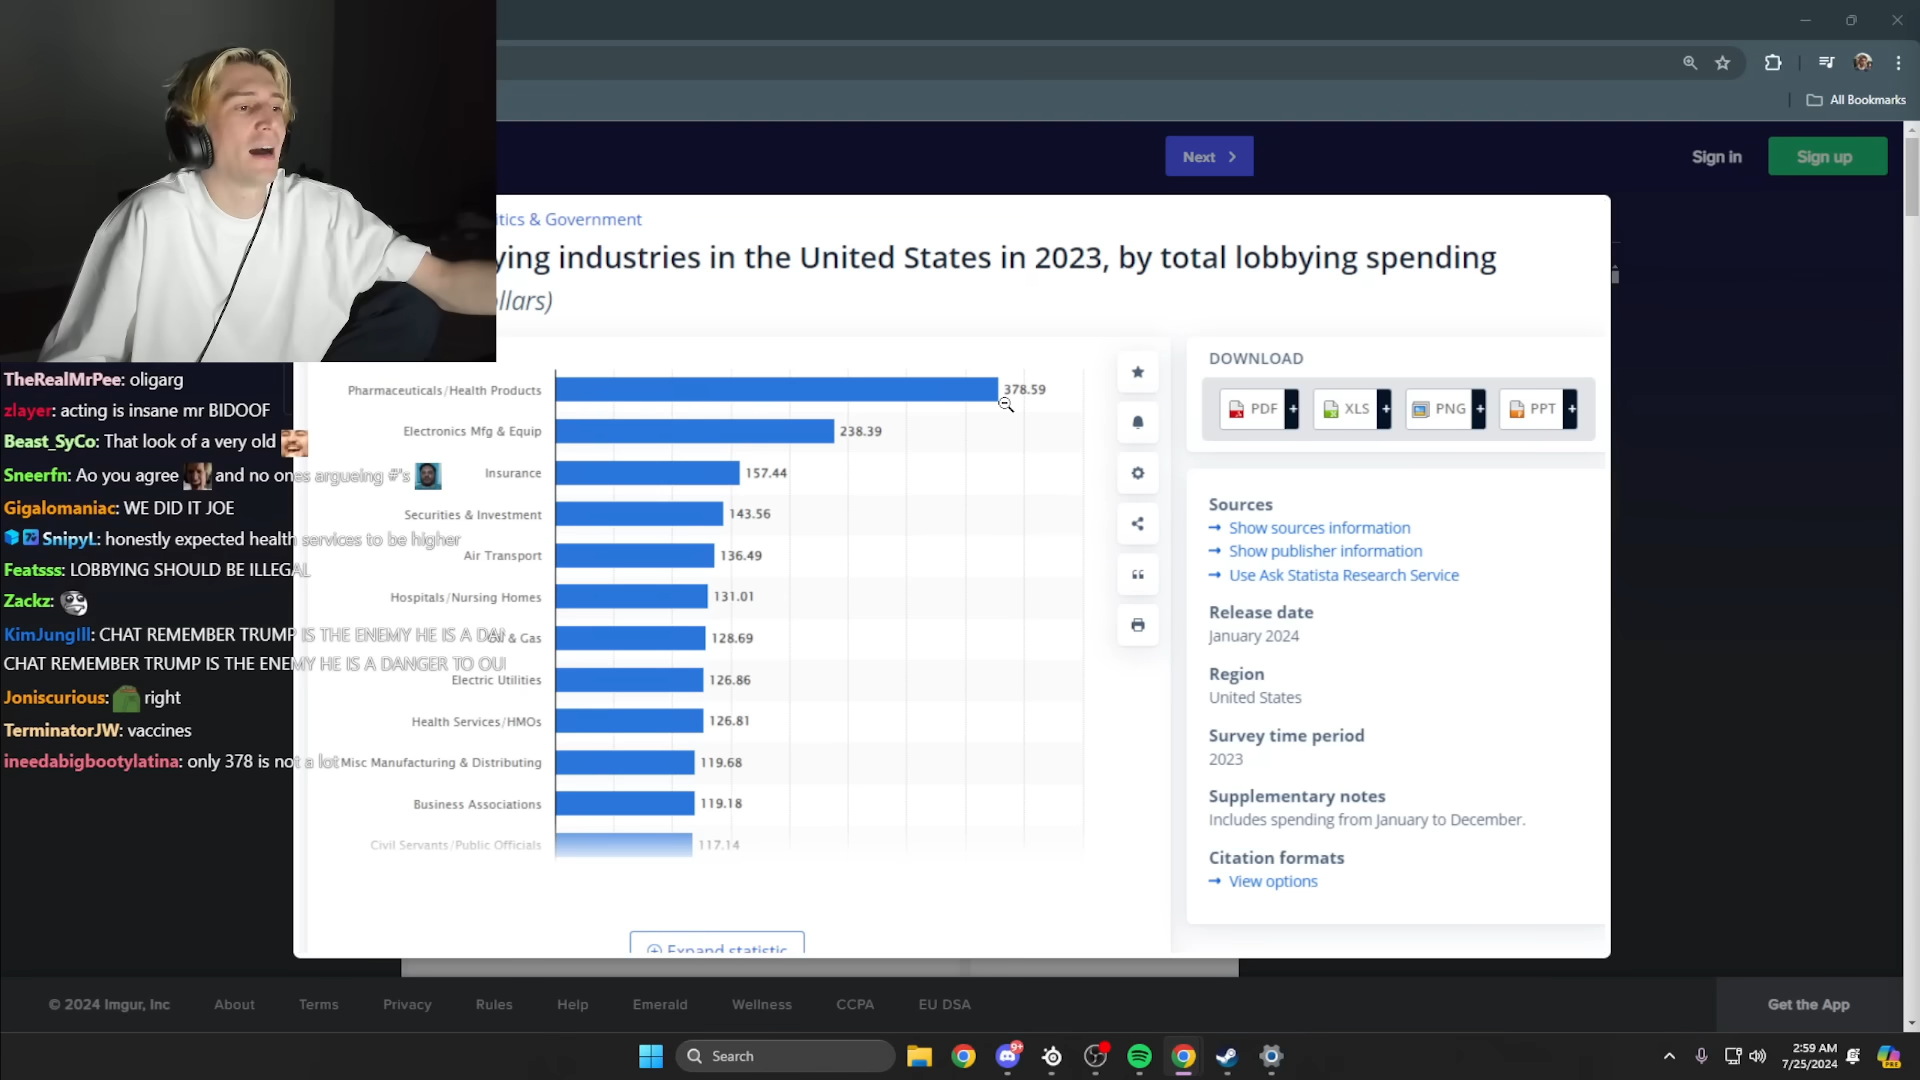 All Bookmarks
Next
Sign in
Sign up
tics & Government
ying industries in the United States in 2023, by total lobbying spending
llars)
Pharmaceuticals/Health Products 378.59
Electronics Mfg & Equip 238.39
Insurance 157.44
Securities & Investment 143.56
Air Transport 136.49
Hospitals/Nursing Homes 131.01
& Gas 128.69
Electric Utilities 126.86
Health Services/HMOs 126.81
Misc Manufacturing & Distributing 119.68
Business Associations 119.18
Civil Servants/Public Officials 117.14
Expand statistic
DOWNLOAD
PDF + XLS + PNG + PPT +
Sources
→ Show sources information
→ Show publisher information
→ Use Ask Statista Research Service
Release date
January 2024
Region
United States
Survey time period
2023
Supplementary notes
Includes spending from January to December.
Citation formats
→ View options
TheRealMrPee: oligarg
zlayer: acting is insane mr BIDOOF
Beast_SyCo: That look of a very old
Sneerfn: Ao you agree and no ones argueing #'s
Gigalomaniac: WE DID IT JOE
SnipyL: honestly expected health services to be higher
Featsss: LOBBYING SHOULD BE ILLEGAL
Zackz:
KimJungIll: CHAT REMEMBER TRUMP IS THE ENEMY HE IS A DAN
CHAT REMEMBER TRUMP IS THE ENEMY HE IS A DANGER TO OUR
Joniscurious: right
TerminatorJW: vaccines
ineedabigbootylatina: only 378 is not a lot
© 2024 Imgur, Inc About Terms Privacy Rules Help Emerald Wellness CCPA EU DSA
Get the App
Search
9+
2:59 AM
7/25/2024
PRE